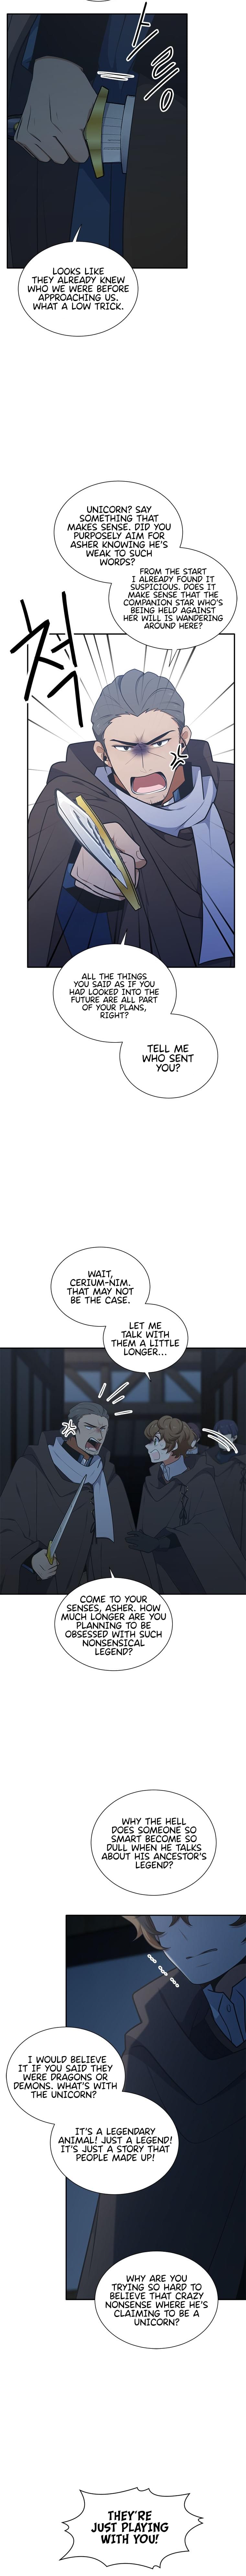 LOOKS LIKE
THEY ALREADY KNEW
WHO WE WERE BEFORE
APPROACHING US.
WHAT A LOW TRICK.
UNICORN? SAY
SOMETHING THAT
MAKES SENSE. DID YOU
PURPOSELY AIM FOR
ASHER KNOWING HE'S
WEAK TO SUCH
WORDS?
FROM THE START
I ALREADY FOUND IT
SUSPICIOUS. DOES IT
MAKE SENSE THAT THE
COMPANION STAR WHO'S
BEING HELD AGAINST
HER WILL IS WANDERING
AROUND HERE?
척
ALL THE THINGS
YOU SAID AS IF YOU
HAD LOOKED INTO THE
FUTURE ARE ALL PART
OF YOUR PLANS,
RIGHT?
TELL ME
WHO SENT
YOU?
WAIT,
CERIUM-NIM.
THAT MAY NOT
BE THE CASE.
LET ME
TALK WITH
THEM A LITTLE
LONGER...
COME TO YOUR
SENSES, ASHER. HOW
MUCH LONGER ARE YOU
PLANNING TO BE
OBSESSED WITH SUCH
NONSENSICAL
LEGEND?
WHY THE HELL
DOES SOMEONE SO
SMART BECOME SO
DULL WHEN HE TALKS
ABOUT HIS ANCESTOR'S
LEGEND?
I WOULD BELIEVE
IT IF YOU SAID THEY
WERE DRAGONS OR
DEMONS. WHAT'S WITH
THE UNICORN?
IT'S A LEGENDARY
ANIMAL! JUST A LEGEND!
IT'S JUST A STORY THAT
PEOPLE MADE UP!
WHY ARE YOU
TRYING SO HARD TO
BELIEVE THAT CRAZY
NONSENSE WHERE HE'S
CLAIMING TO BE A
UNICORN?
THEY'RE
JUST PLAYING
WITH YOU!